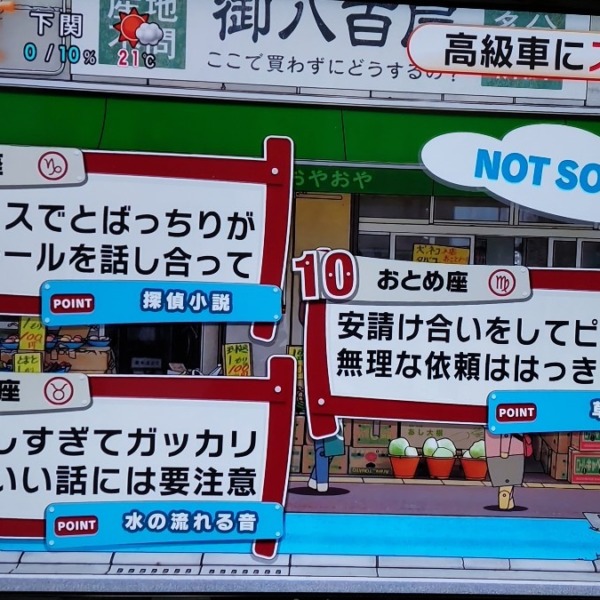 下関
0/10%
21℃
産地
御八百屋
ここで買わずにどうするの？
高級車に
NOT SO
おやおや
座
スでとばっちりが
ールを話し合って
POINT 探偵小説
10 おとめ座
安請け合いをしてピ
無理な依頼ははっき
POINT
座
しすぎてガッカリ
いい話には要注意
POINT 水の流れる音